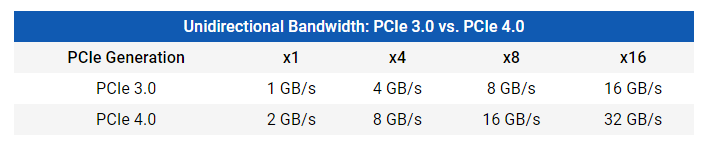 Unidirectional Bandwidth: PCIe 3.0 vs. PCIe 4.0
PCIe Generation x1 x4 x8 x16
PCIe 3.0 1 GB/s 4 GB/s 8 GB/s 16 GB/s
PCIe 4.0 2 GB/s 8 GB/s 16 GB/s 32 GB/s